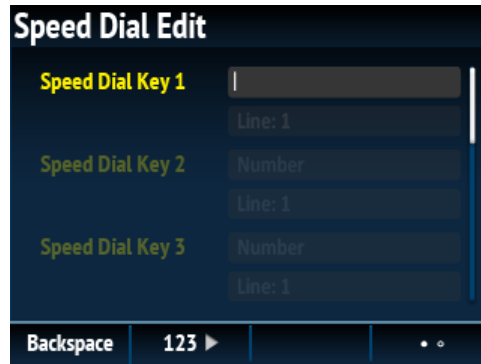 Speed Dial Edit
Speed Dial Key 1
Line: 1
Speed Dial Key 2 Number
Line: 1
Speed Dial Key 3 Number
Line: 1
Backspace 123